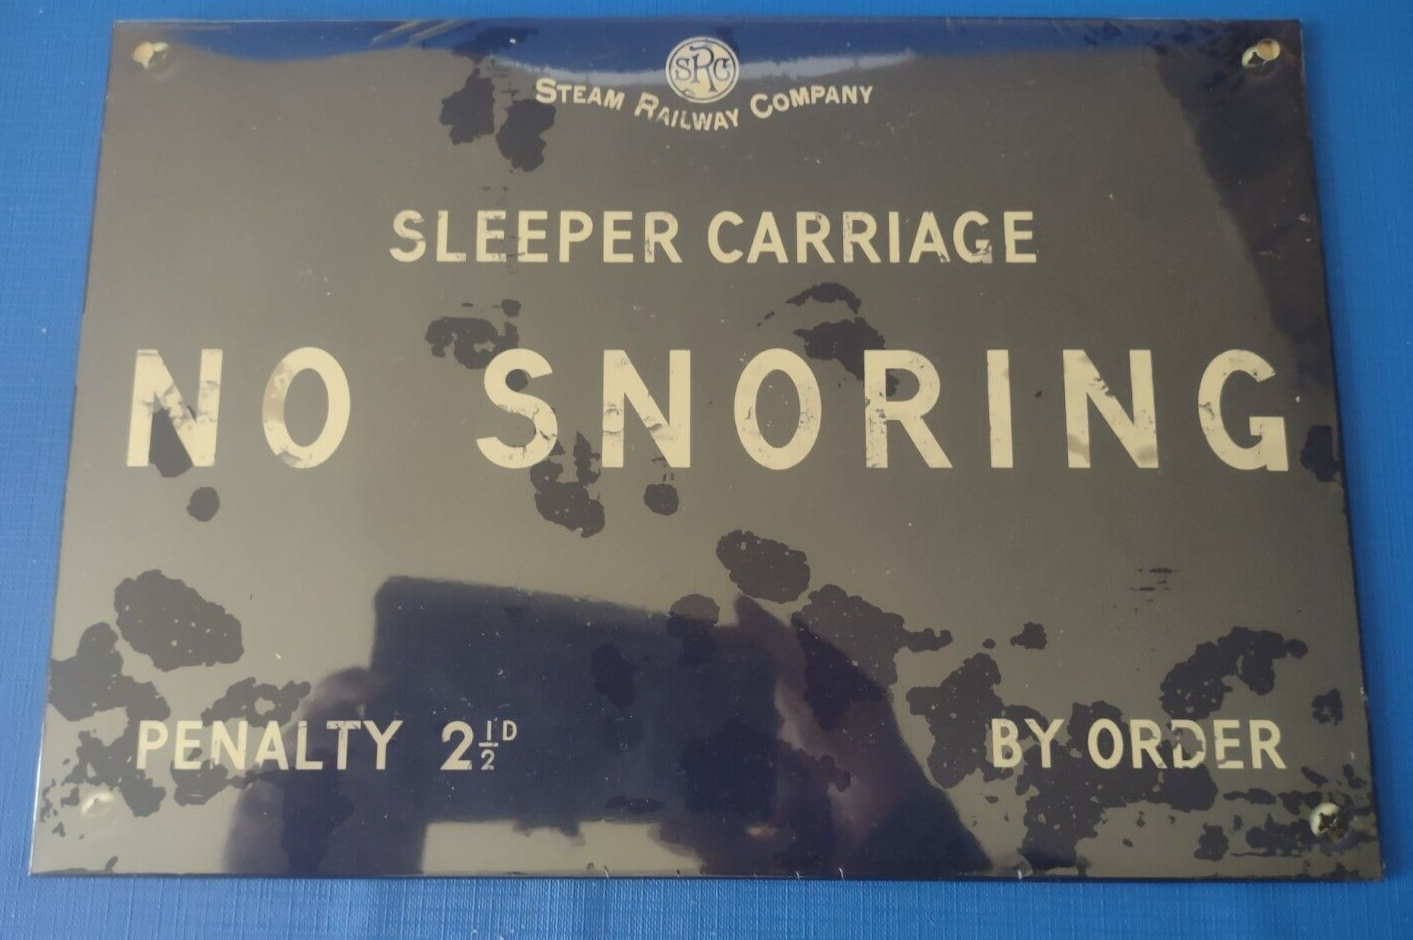 SRC
STEAM RAILWAY COMPANY
SLEEPER CARRIAGE
NO SNORING
PENALTY 2½D BY ORDER